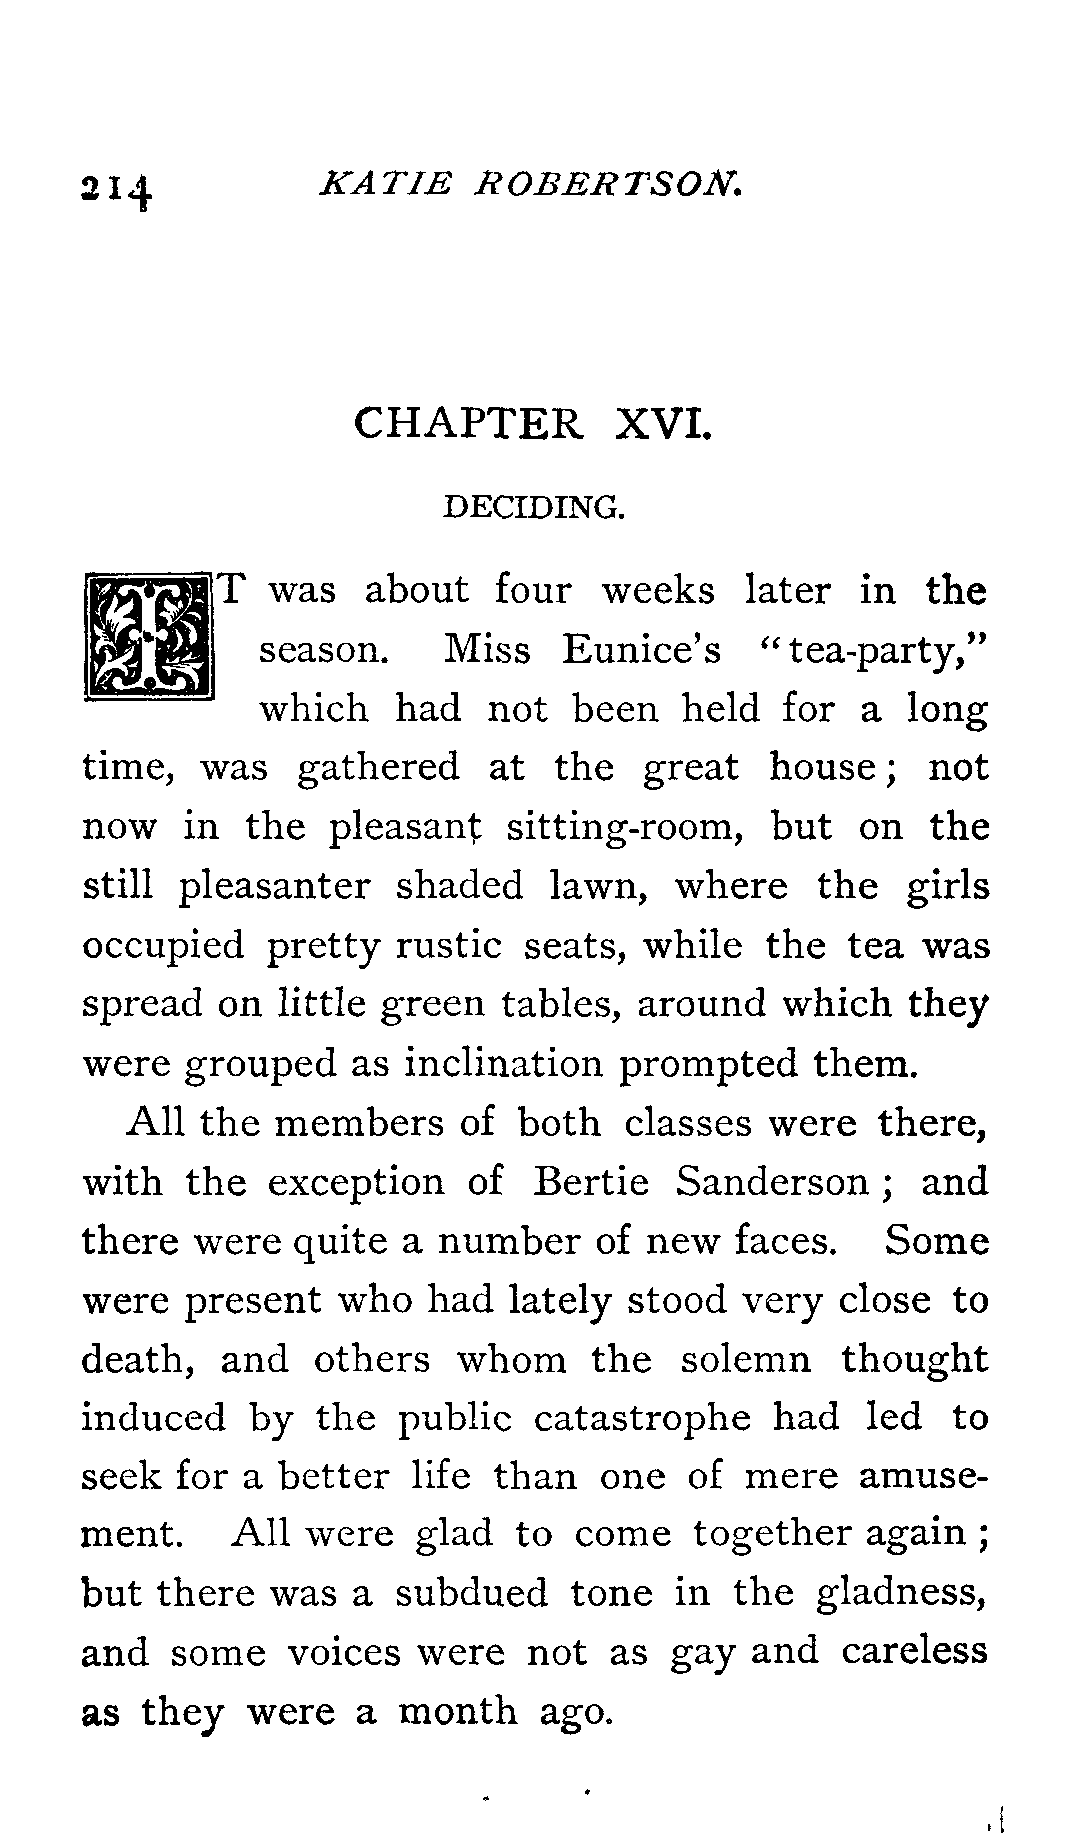 214 KATIE ROBERTSON.
CHAPTER XVI.
DECIDING.
IT was about four weeks later in the
season. Miss Eunice's "tea-party,"
which had not been held for a long
time, was gathered at the great house; not
now in the pleasant sitting-room, but on the
still pleasanter shaded lawn, where the girls
occupied pretty rustic seats, while the tea was
spread on little green tables, around which they
were grouped as inclination prompted them.
All the members of both classes were there,
with the exception of Bertie Sanderson; and
there were quite a number of new faces. Some
were present who had lately stood very close to
death, and others whom the solemn thought
induced by the public catastrophe had led to
seek for a better life than one of mere amuse-
ment. All were glad to come together again;
but there was a subdued tone in the gladness,
and some voices were not as gay and careless
as they were a month ago.